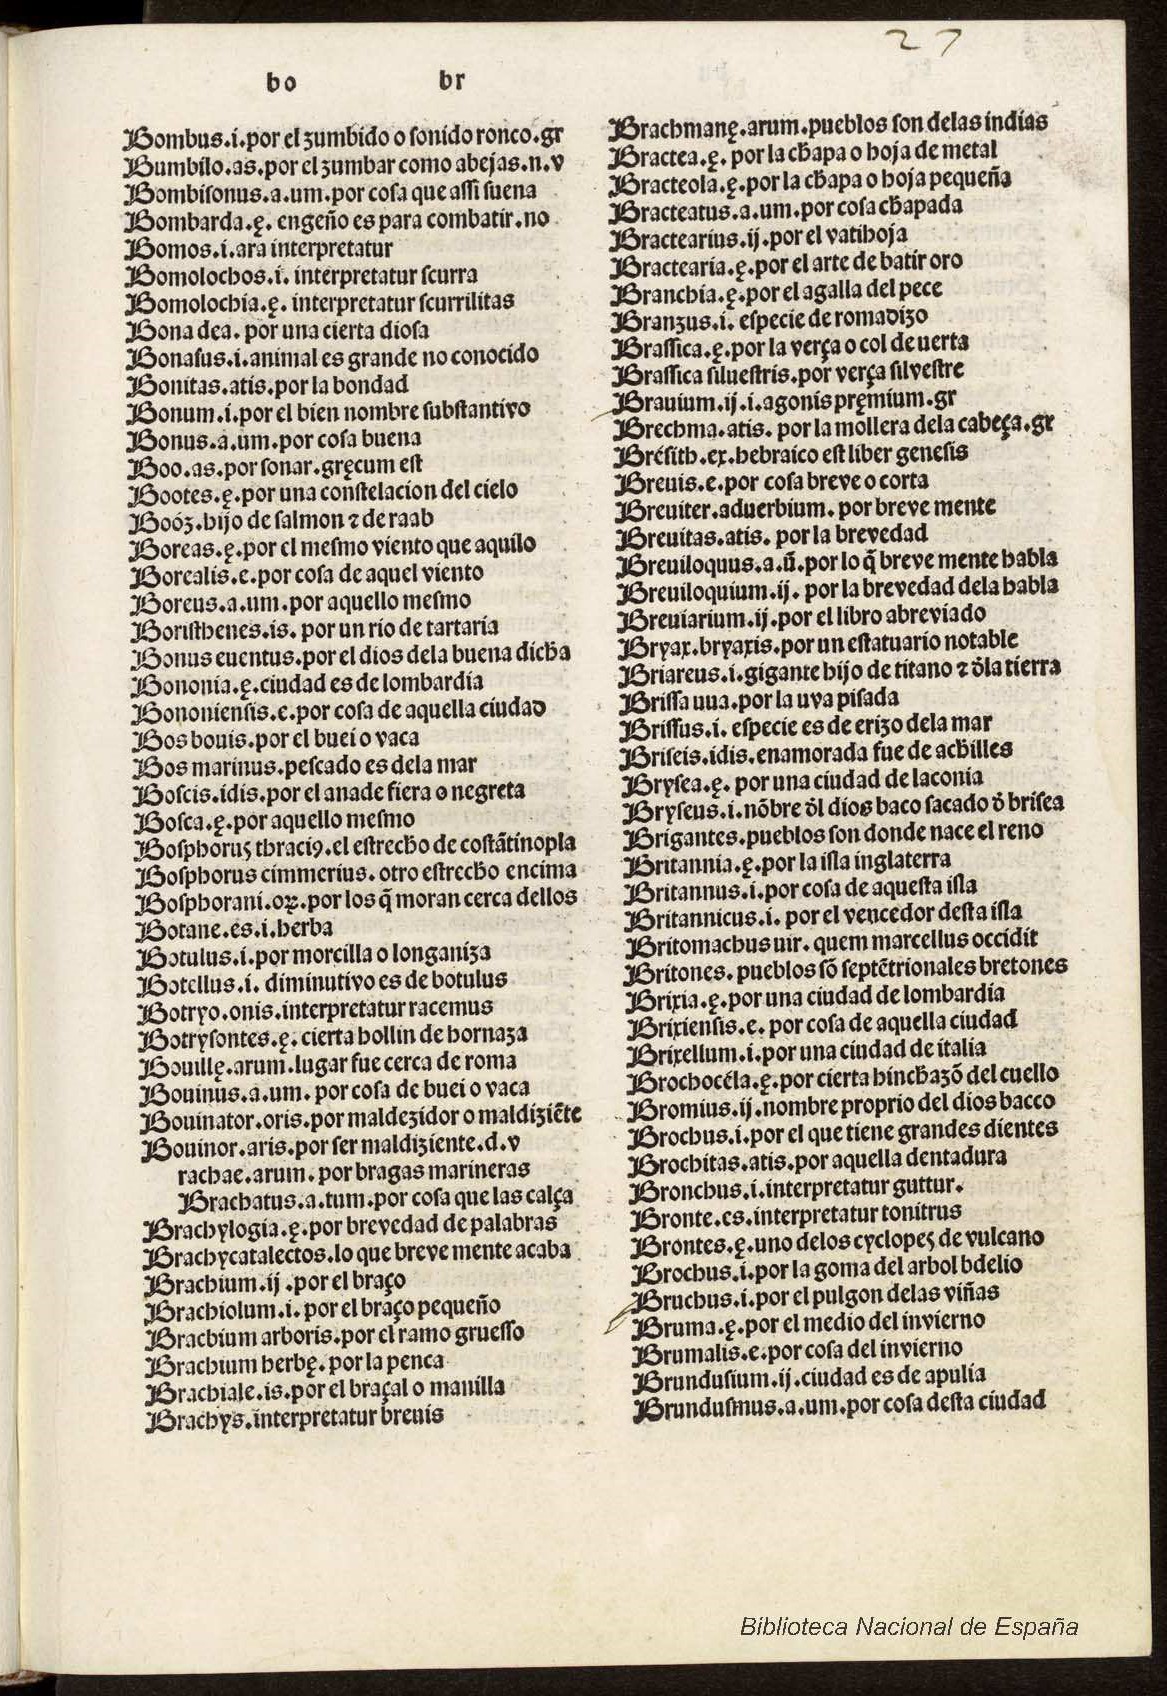 27
bo br
Bombus.i.por el zumbido o sonido ronco.gr
Bumbilo.as.por el zumbar como abejas.n.v
Bombisonus.a.um.por cosa que assi suena
Bombarda.ę. engeño es para combatir.no
Bomos.i.ara interpretatur
Bomolochos.i. interpretatur scurra
Bomolochia.ę. interpretatur scurrilitas
Bona dea. por una cierta diosa
Bonasus.i.animal es grande no conocido
Bonitas.atis.por la bondad
Bonum.i.por el bien nombre substantivo
Bonus.a.um.por cosa buena
Boo.as.por sonar.gręcum est
Bootes.ę.por una constelacion del cielo
Boóz.hijo de salmon ⁊ de raab
Boreas.ę.por el mesmo viento que aquilo
Borealis.e.por cosa de aquel viento
Boreus.a.um.por aquello mesmo
Boristhenes.is. por un rio de tartaria
Bonus euentus.por el dios dela buena dicha
Bononia.ę.ciudad es de lombardia
Bononiensis.e.por cosa de aquella ciudad
Bos bouis.por el buei o vaca
Bos marinus.pescado es dela mar
Boscis.idis.por el anade fiera o negreta
Bosca.ę.por aquello mesmo
Bosphorus thraciꝰ.el estrecho de costãtinopla
Bosphorus cimmerius. otro estrecho encima
Bosphorani.oꝝ.por los q̃ moran cerca dellos
Botane.es.i.herba
Botulus.i.por morcilla o longaniza
Botellus.i. diminutivo es de botulus
Botryo.onis.interpretatur racemus
Botrysontes.ę. cierta hollin de hornaza
Bouillę.arum.lugar fue cerca de roma
Bouinus.a.um. por cosa de buei o vaca
Bouinator.oris.por maldezidor o maldiziẽte
Bouinor.aris.por ser maldiziente.d.v
rachae.arum. por bragas marineras
Brachatus.a.tum.por cosa que las calça
Brachylogia.ę.por brevedad de palabras
Brachycatalectos.lo que breve mente acaba
Brachium.ij .por el braço
Brachiolum.i. por el braço pequeño
Brachium arboris.por el ramo gruesso
Brachium herbę.por la penca
Brachiale.is.por el braçal o manilla
Brachys.interpretatur breuis
Brachmanę.arum.pueblos son delas indias
Bractea.ę. por la chapa o hoja de metal
Bracteola.ę.por la chapa o hoja pequeña
Bracteatus.a.um.por cosa chapada
Bractearius.ij.por el vatihoja
Bractearia.ę.por el arte de batir oro
Branchia.ę.por el agalla del pece
Branzus.i. especie de romadizo
Brassica.ę.por la verça o col de uerta
Brassica siluestris.por verça silvestre
Brauium.ij.i.agonis pręmium.gr
Brechma.atis. por la mollera dela cabeça.gr
Brésith.ex.hebraico est liber genesis
Breuis.e.por cosa breve o corta
Breuiter.aduerbium. por breve mente
Breuitas.atis. por la brevedad
Breuiloquus.a.ũ.por lo q̃ breve mente habla
Breuiloquium.ij. por la brevedad dela habla
Breuiarium.ij.por el libro abreviado
Bryax.bryaxis.por un estatuario notable
Briareus.i.gigante hijo de titano ⁊ d̃la tierra
Brissa uua.por la uva pisada
Brissus.i. especie es de erizo dela mar
Briseis.idis.enamorada fue de achilles
Brysea.ę. por una ciudad de laconia
Bryseus.i.nõbre d̃l dios baco sacado d̃ brisea
Brigantes.pueblos son donde nace el reno
Britannia.ę.por la isla inglaterra
Britannus.i.por cosa de aquesta isla
Britannicus.i. por el vencedor desta isla
Britomachus uir. quem marcellus occidit
Britones. pueblos sõ septẽtrionales bretones
Brixia.ę.por una ciudad de lombardia
Brixiensis.e. por cosa de aquella ciudad
Brixellum.i.por una ciudad de italia
Brochocéla.ę.por cierta hinchazõ del cuello
Bromius.ij.nombre proprio del dios bacco
Brochus.i.por el que tiene grandes dientes
Brochitas.atis.por aquella dentadura
Bronchus.i.interpretatur guttur.
Bronte.es.interpretatur tonitrus
Brontes.ę.uno delos cyclopes de vulcano
Brochus.i.por la goma del arbol bdelio
Bruchus.i.por el pulgon delas viñas
Bruma.ę.por el medio del invierno
Brumalis.e.por cosa del invierno
Brundusium.ij.ciudad es de apulia
Brundusinus.a.um.por cosa desta ciudad
Biblioteca Nacional de España